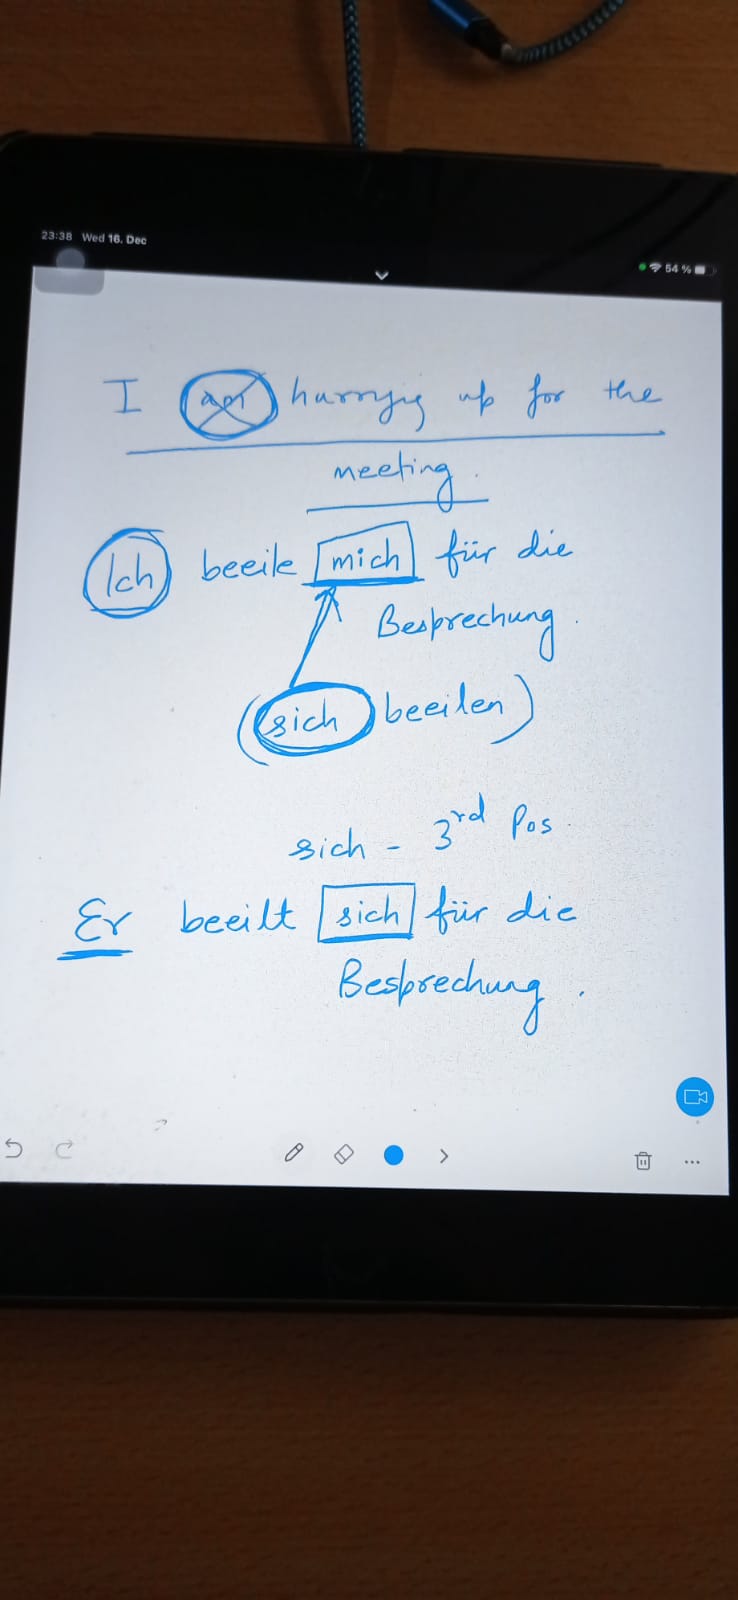 23:38 Wed 16. Dec
54 %
I am hurrying up for the
meeting.
Ich beeile mich für die
Besprechung.
(sich beeilen)
sich - 3rd Pos.
Er beeilt sich für die
Besprechung.